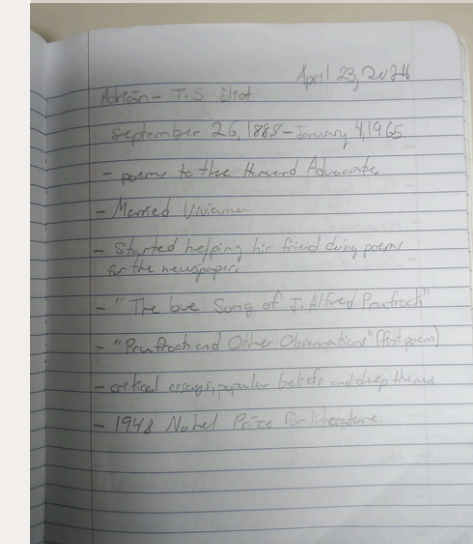 April 23, 2024
Adrian - T.S Eliot
September 26, 1888 - January 4, 1965
- poems to the Harvard Advocate
- Married
- Started helping his friend doing poems
for the newspaper,
- "The love Song of J. Alfred Prufrock"
- "Prufrock and Other Observations" (first poem)
- critical essays, popular beliefs and deep themes
- 1948 Nobel Prize for literature